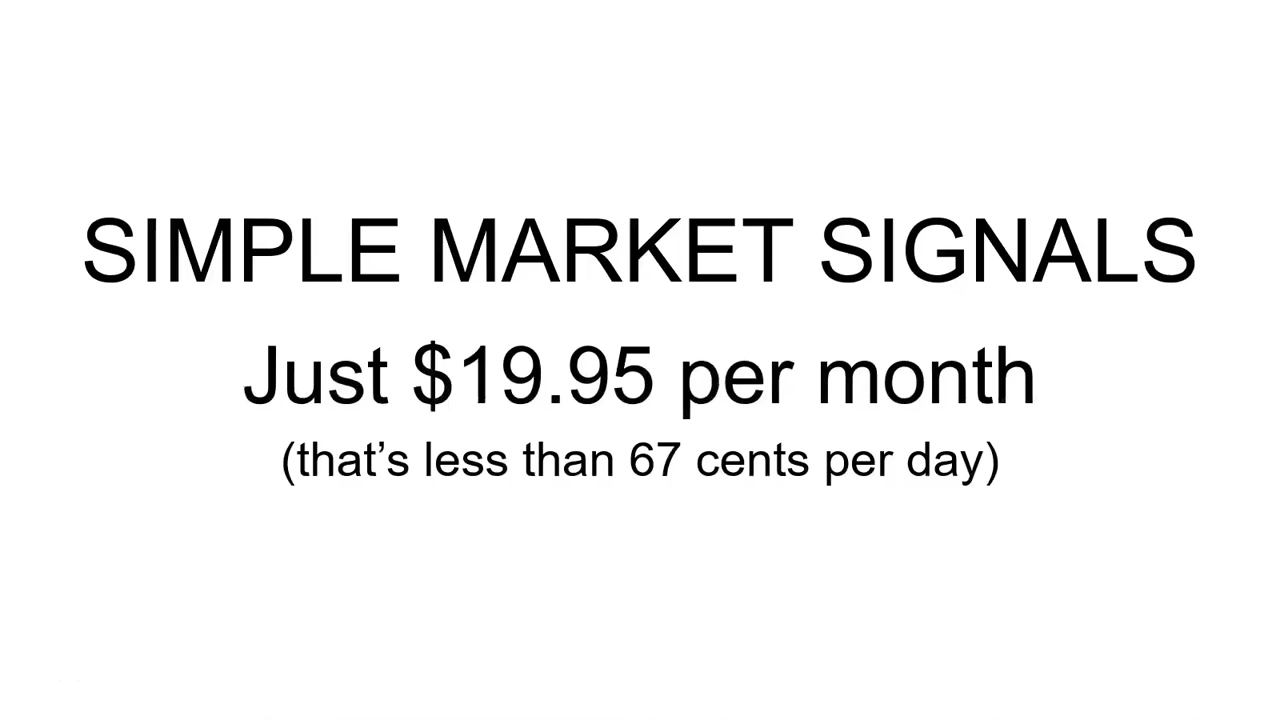 SIMPLE MARKET SIGNALS
Just $19.95 per month
(that’s less than 67 cents per day)